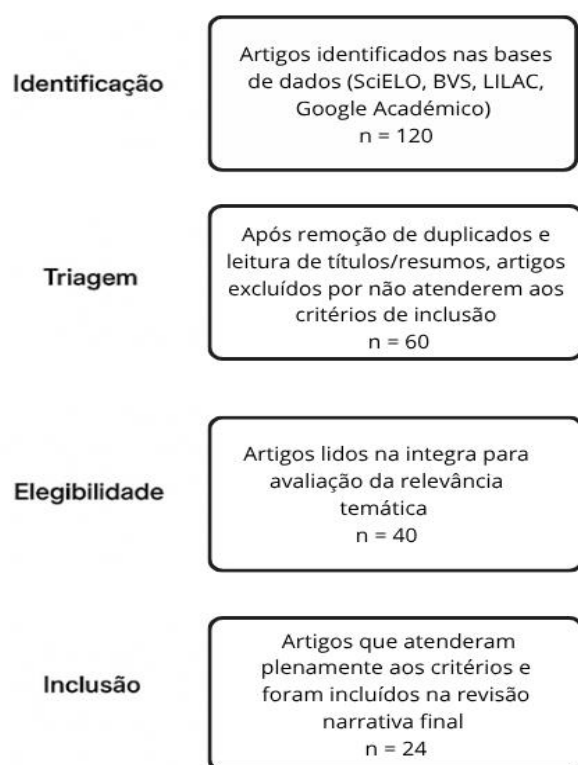 Identificação
Artigos identificados nas bases
de dados (SciELO, BVS, LILAC,
Google Académico)
n = 120
Triagem
Após remoção de duplicados e
leitura de títulos/resumos, artigos
excluídos por não atenderem aos
critérios de inclusão
n = 60
Elegibilidade
Artigos lidos na integra para
avaliação da relevância
temática
n = 40
Inclusão
Artigos que atenderam
plenamente aos critérios e
foram incluídos na revisão
narrativa final
n = 24